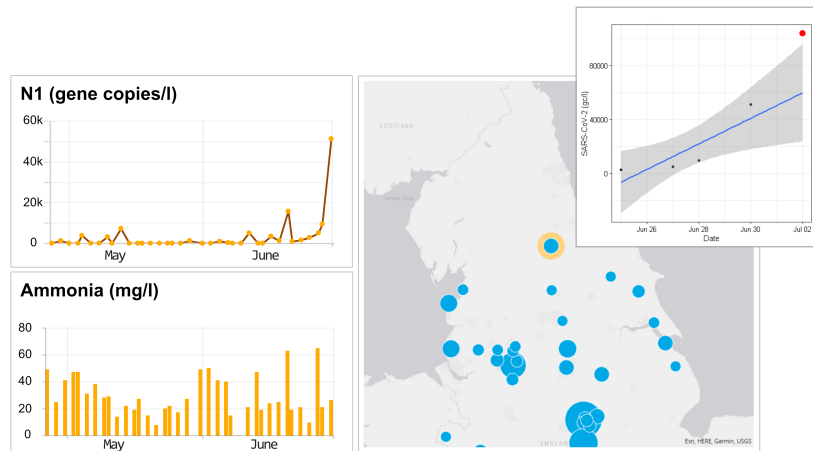 N1 (gene copies/l)
60k
40k
20k
0
May
June
Ammonia (mg/l)
80
60
40
20
0
May
June
SCOTLAND
ENGLAND
Esri, HERE, Garmin, USGS
SARS-CoV-2 (gc/l)
80000
40000
0
Jun 26
Jun 28
Jun 30
Jul 02
Date